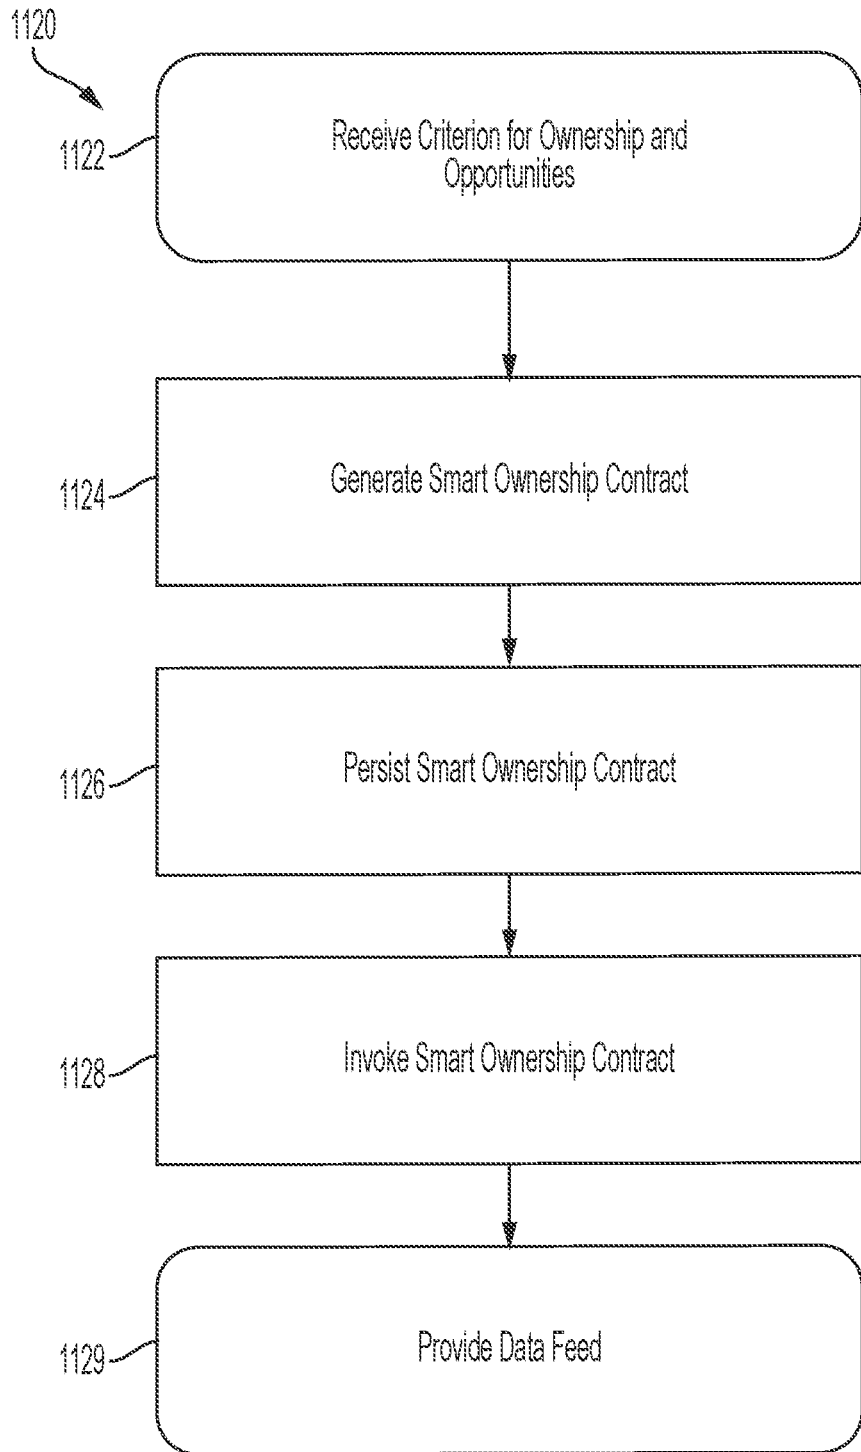 1120
1122
Receive Criterion for Ownership and
Opportunities
1124
Generate Smart Ownership Contract
1126
Persist Smart Ownership Contract
1128
Invoke Smart Ownership Contract
1129
Provide Data Feed